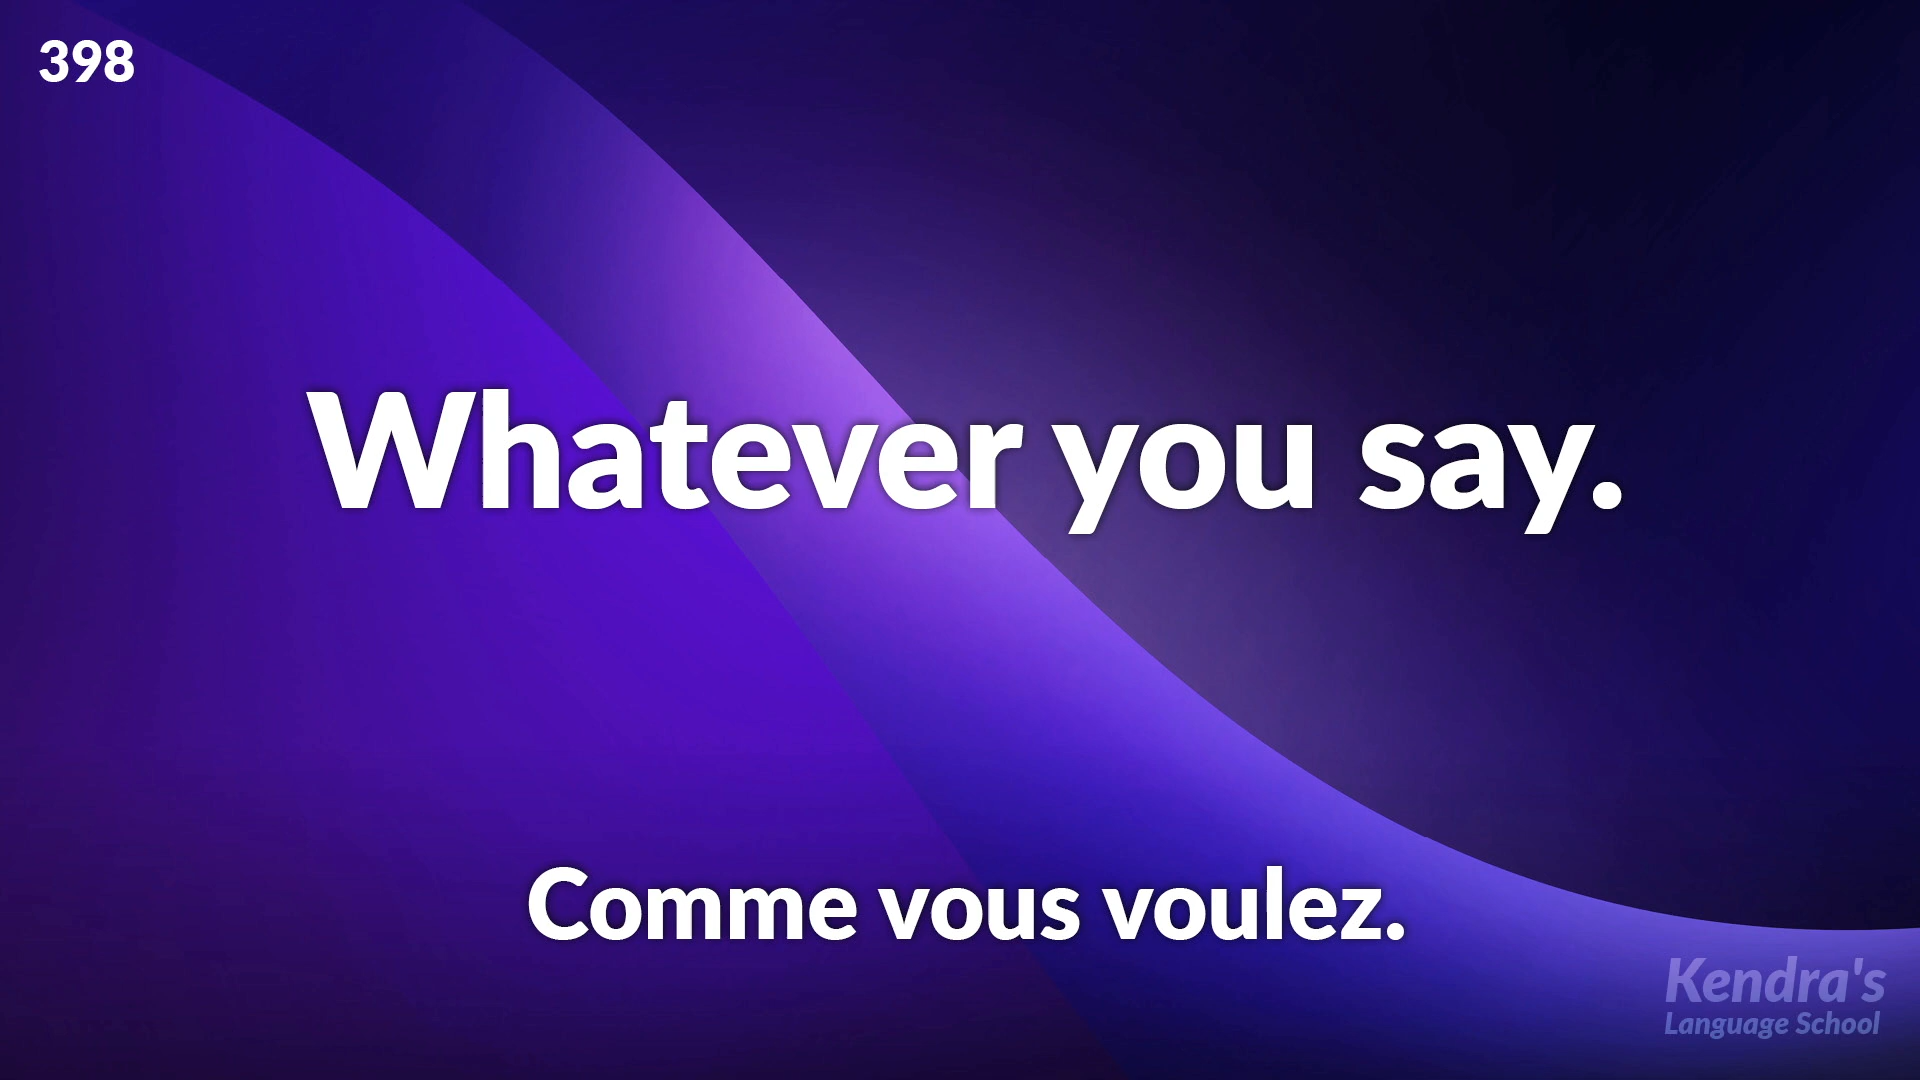 398
Whatever you say.
Comme vous voulez.
Kendra's
Language School